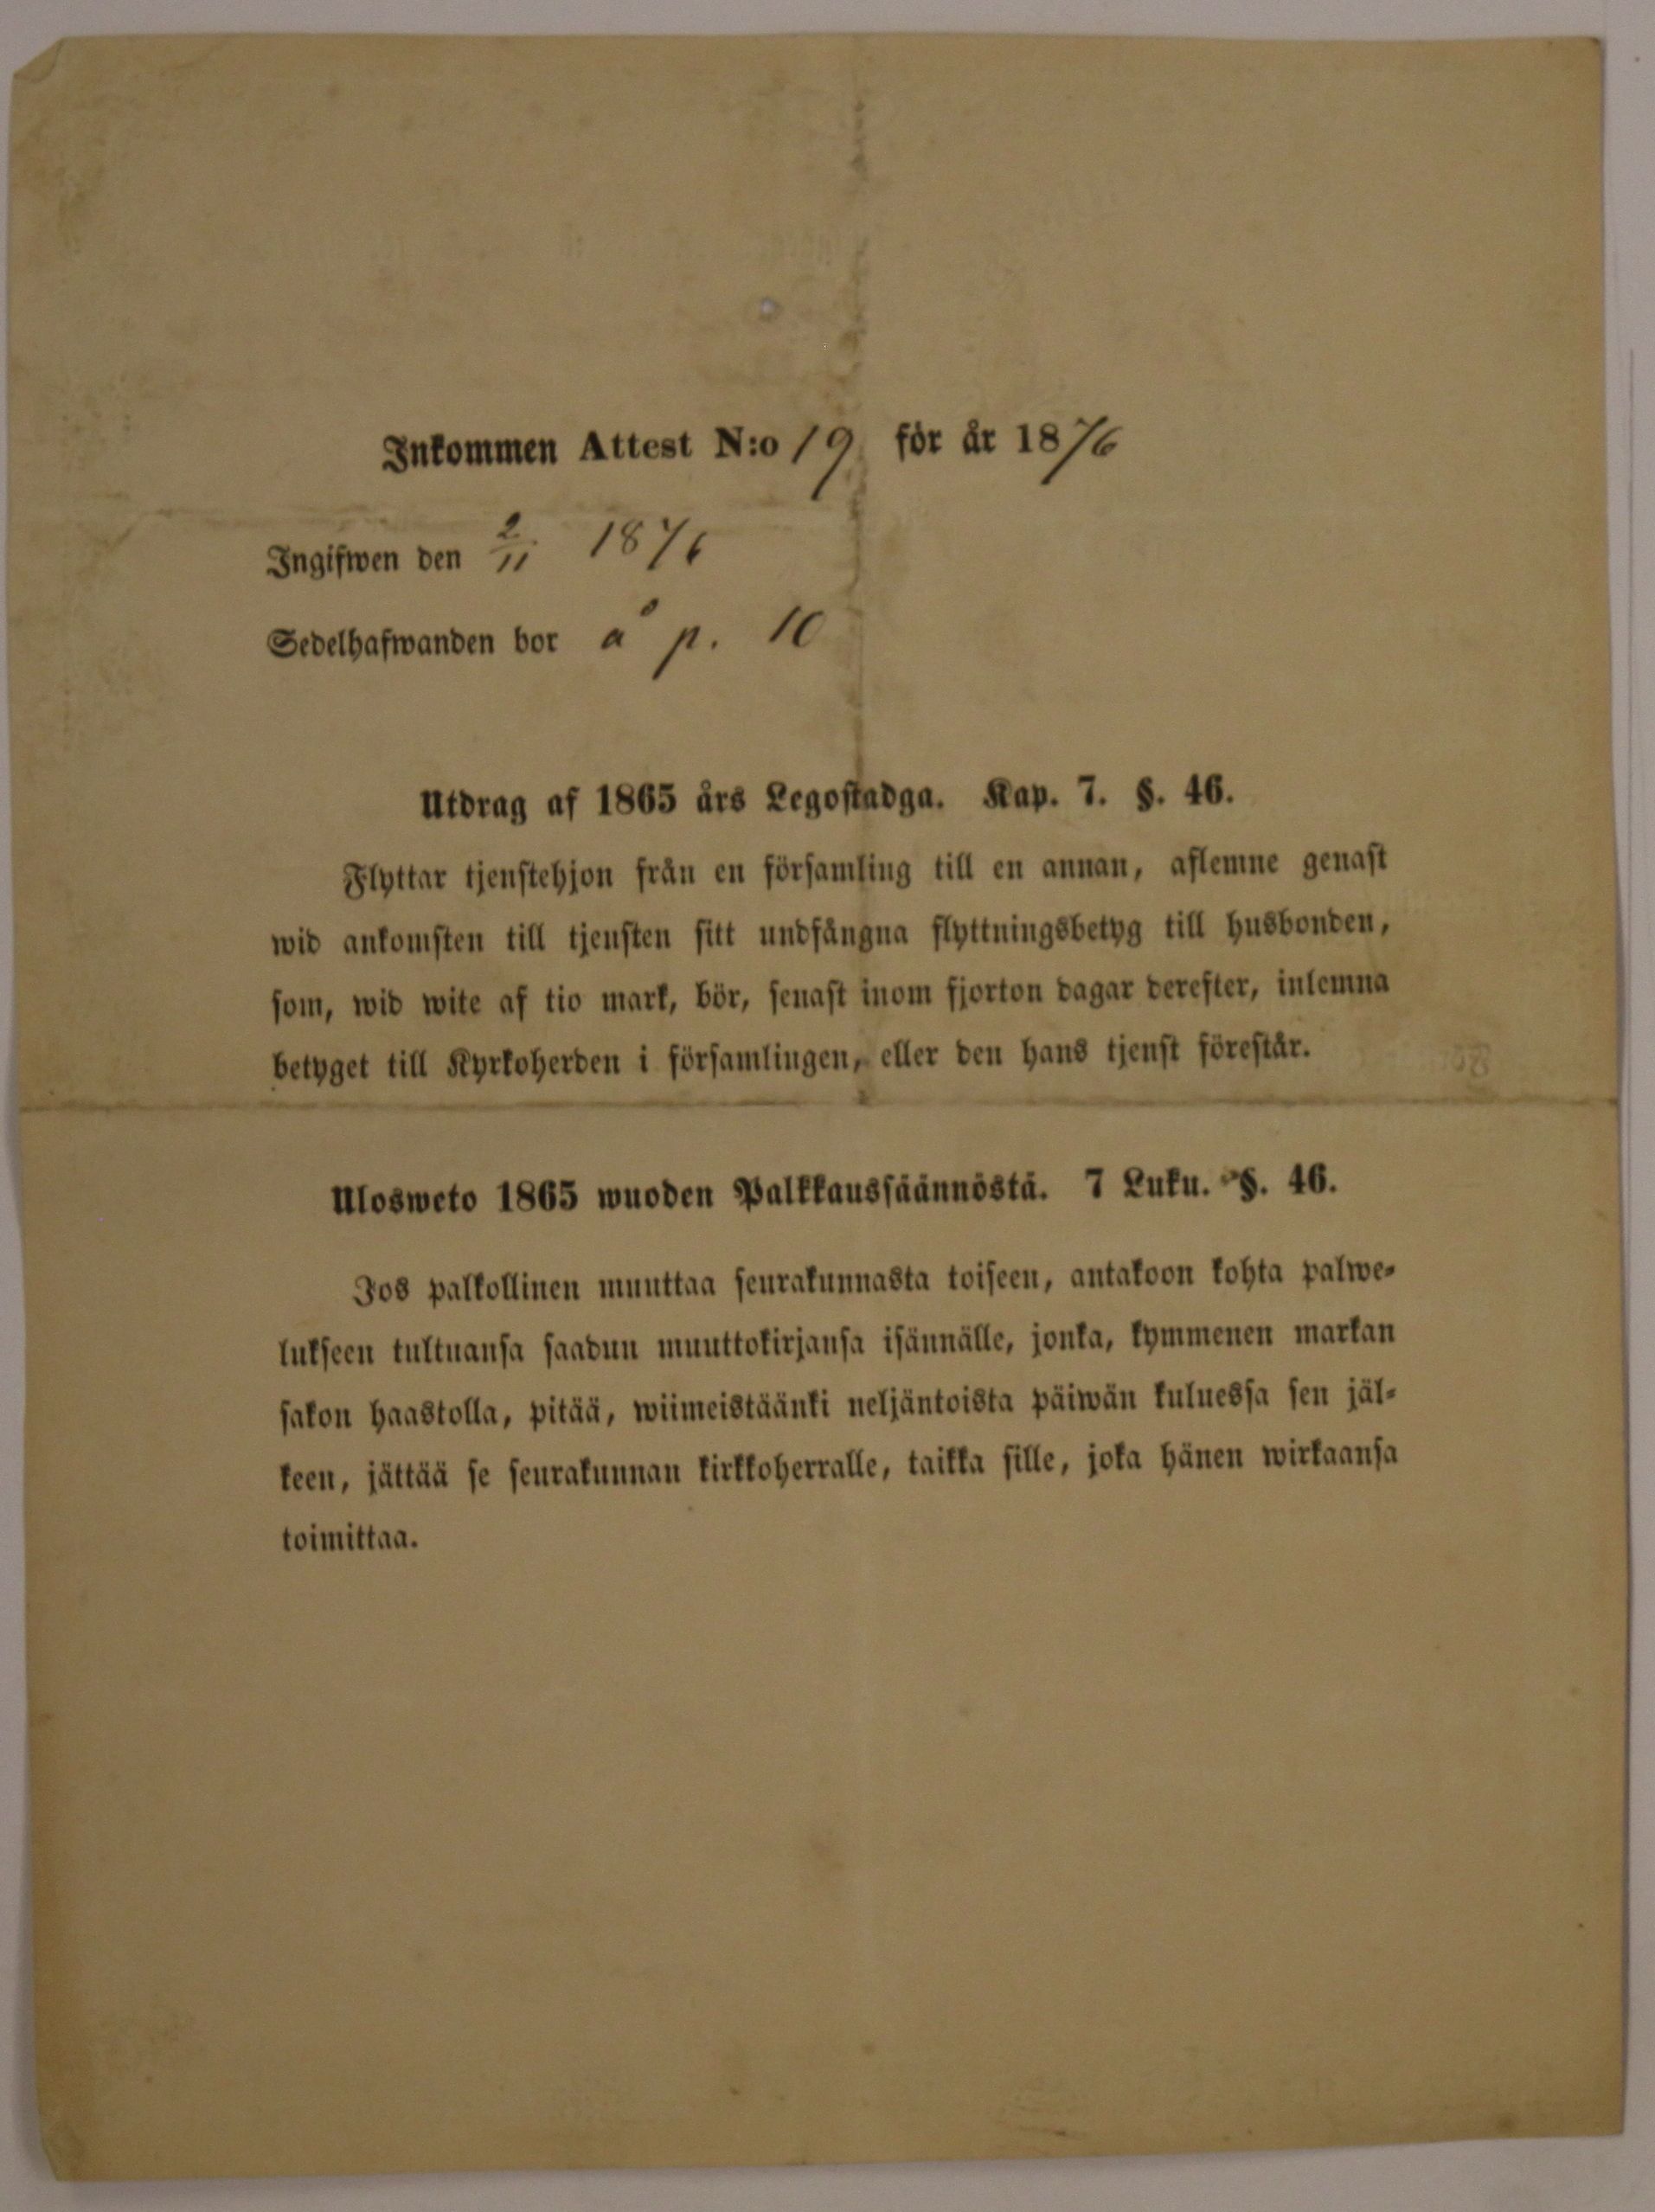 Inkommen Attest N:o 19 för år 1876
Ingifwen den 2/11 1876
Sedelhafwanden bor å p. 10
Utdrag af 1865 års Legostadga. Kap. 7. §. 46.
Flyttar tjenstehjon från en församling till en annan, aflemne genast
wid ankomsten till tjensten sitt undfångna flyttningsbetyg till husbonden,
som, wid wite af tio mark, bör, senast inom fjorton dagar derefter, inlemna
betyget till Kyrkoherden i församlingen, eller den hans tjenst förestår.
Ulosweto 1865 wuoden Palkkaussäännöstä. 7 Luku. §. 46.
Jos palkollinen muuttaa seurakunnasta toiseen, antakoon kohta palwe-
lukseen tultuansa saadun muuttokirjansa isännälle, jonka, kymmenen markan
sakon haastolla, pitää, wiimeistäänki neljäntoista päiwän kuluessa sen jäl-
keen, jättää se seurakunnan kirkkoherralle, taikka sille, joka hänen wirkaansa
toimittaa.